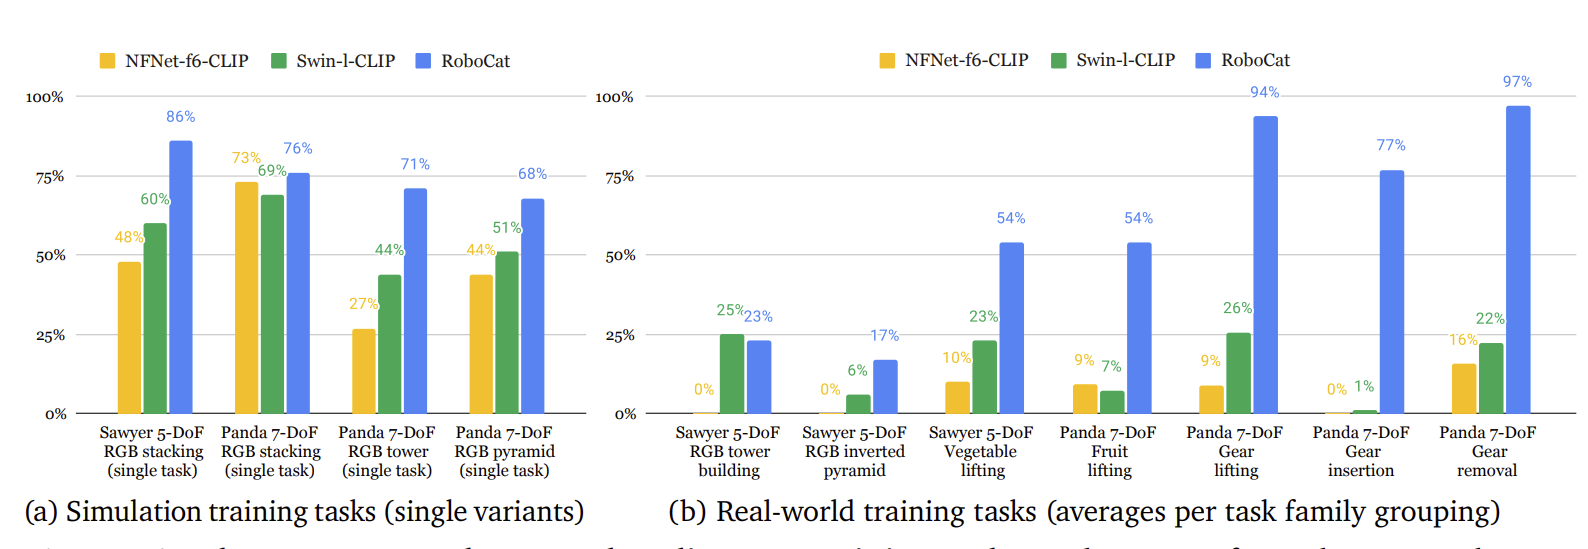 NFNet-f6-CLIP Swin-l-CLIP RoboCat
100%
75%
50%
25%
0%
48% 60% 86%
73% 69% 76%
27% 44% 71%
44% 51% 68%
Sawyer 5-DoF
RGB stacking
(single task)
Panda 7-DoF
RGB stacking
(single task)
Panda 7-DoF
RGB tower
(single task)
Panda 7-DoF
RGB pyramid
(single task)
(a) Simulation training tasks (single variants)
NFNet-f6-CLIP Swin-l-CLIP RoboCat
100%
75%
50%
25%
0%
0% 25% 23%
0% 6% 17%
10% 23% 54%
9% 7% 54%
9% 26% 94%
0% 1% 77%
16% 22% 97%
Sawyer 5-DoF
RGB tower
building
Sawyer 5-DoF
RGB inverted
pyramid
Sawyer 5-DoF
Vegetable
lifting
Panda 7-DoF
Fruit
lifting
Panda 7-DoF
Gear
lifting
Panda 7-DoF
Gear
insertion
Panda 7-DoF
Gear
removal
(b) Real-world training tasks (averages per task family grouping)